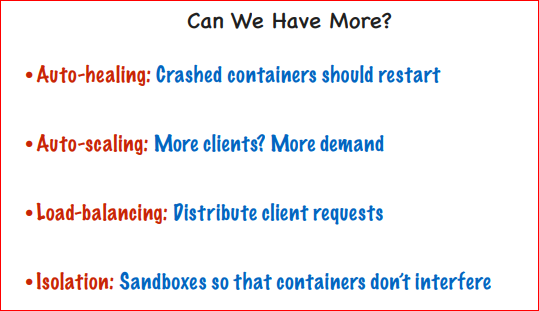 Can We Have More?
• Auto-healing: Crashed containers should restart
• Auto-scaling: More clients? More demand
• Load-balancing: Distribute client requests
• Isolation: Sandboxes so that containers don't interfere